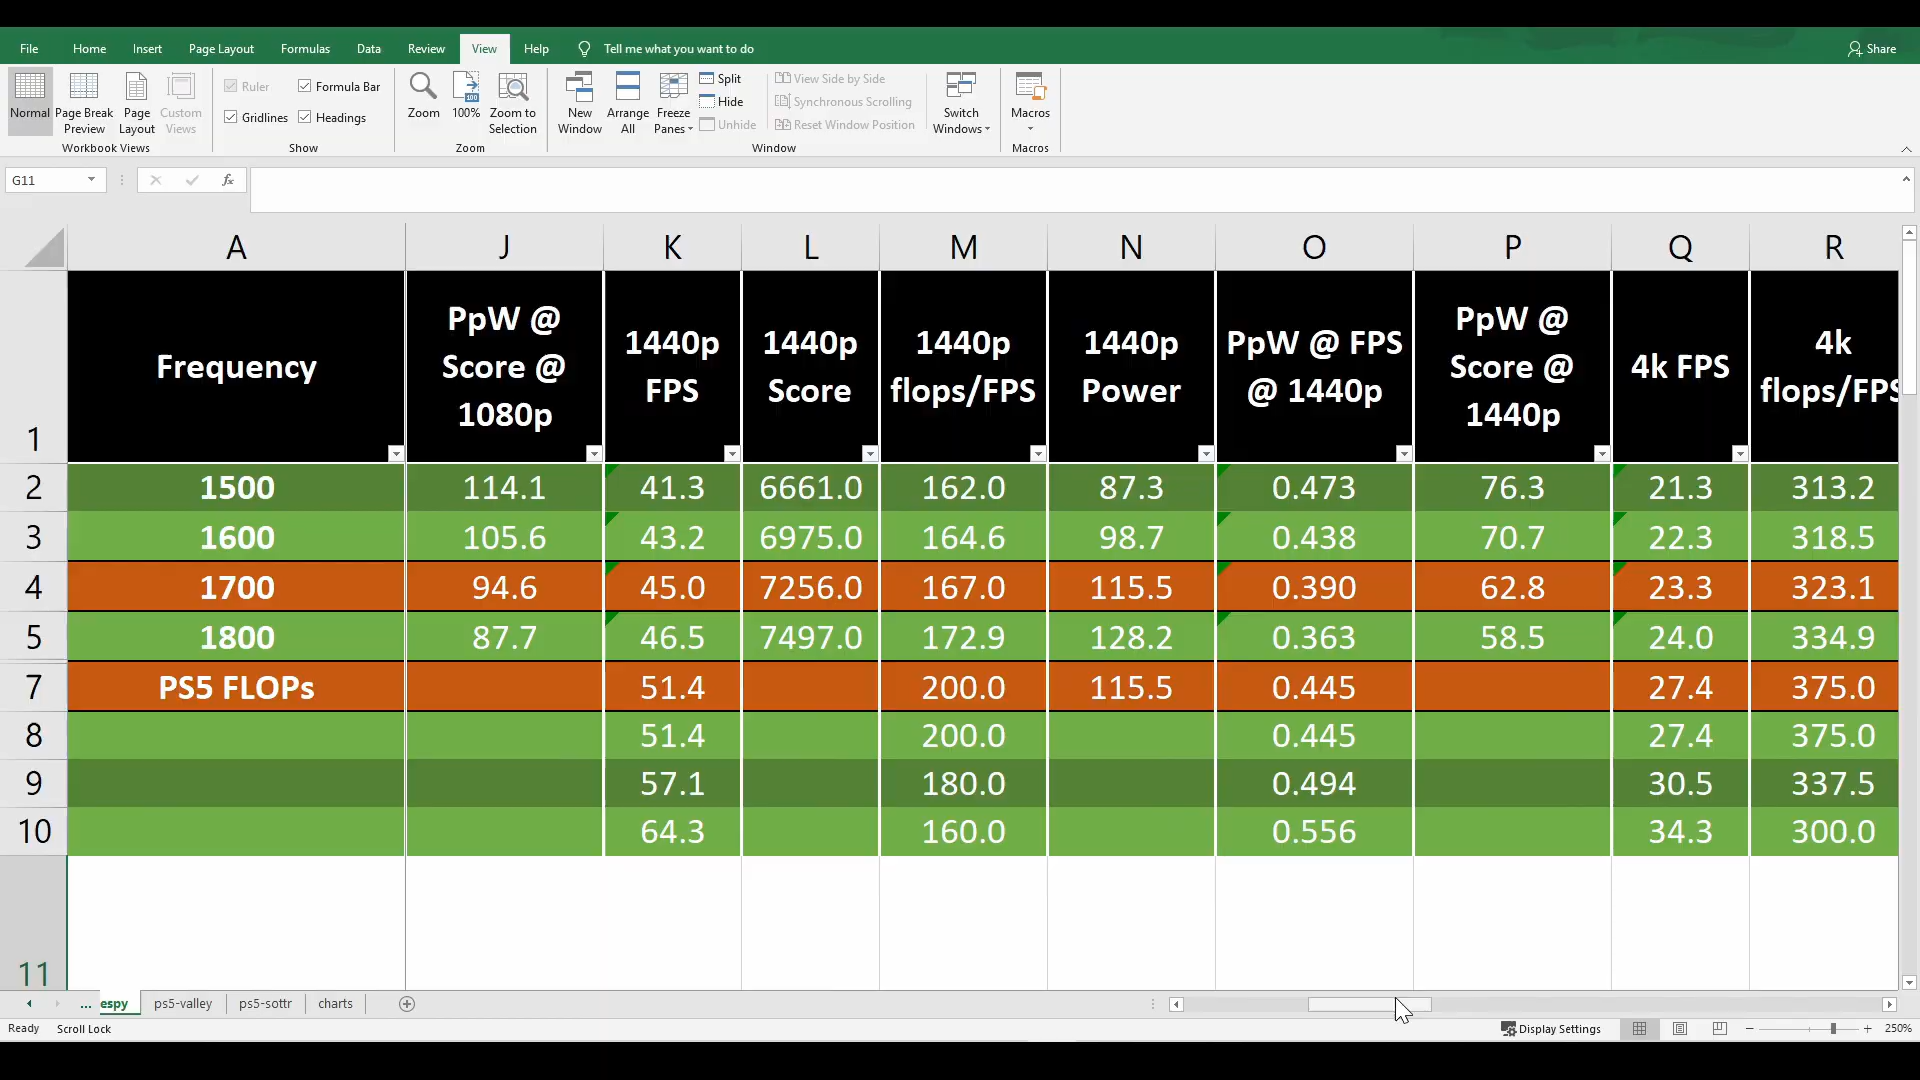 File Home Insert Page Layout Formulas Data Review View Help Tell me what you want to do Share
Normal Page Break Preview Page Layout Custom Views
Workbook Views
Ruler Formula Bar
Gridlines Headings
Show
Zoom 100% Zoom to Selection
Zoom
New Window Arrange All Freeze Panes
Split
Hide
Unhide
View Side by Side
Synchronous Scrolling
Reset Window Position
Switch Windows
Window
Macros
Macros
G11 fx
A J K L M N O P Q R
1 Frequency PpW @ Score @ 1080p 1440p FPS 1440p Score 1440p flops/FPS 1440p Power PpW @ FPS @ 1440p PpW @ Score @ 1440p 4k FPS 4k flops/FPS
2 1500 114.1 41.3 6661.0 162.0 87.3 0.473 76.3 21.3 313.2
3 1600 105.6 43.2 6975.0 164.6 98.7 0.438 70.7 22.3 318.5
4 1700 94.6 45.0 7256.0 167.0 115.5 0.390 62.8 23.3 323.1
5 1800 87.7 46.5 7497.0 172.9 128.2 0.363 58.5 24.0 334.9
7 PS5 FLOPs 51.4 200.0 115.5 0.445 27.4 375.0
8 51.4 200.0 0.445 27.4 375.0
9 57.1 180.0 0.494 30.5 337.5
10 64.3 160.0 0.556 34.3 300.0
11
... espy ps5-valley ps5-sottr charts
Ready Scroll Lock Display Settings 250%